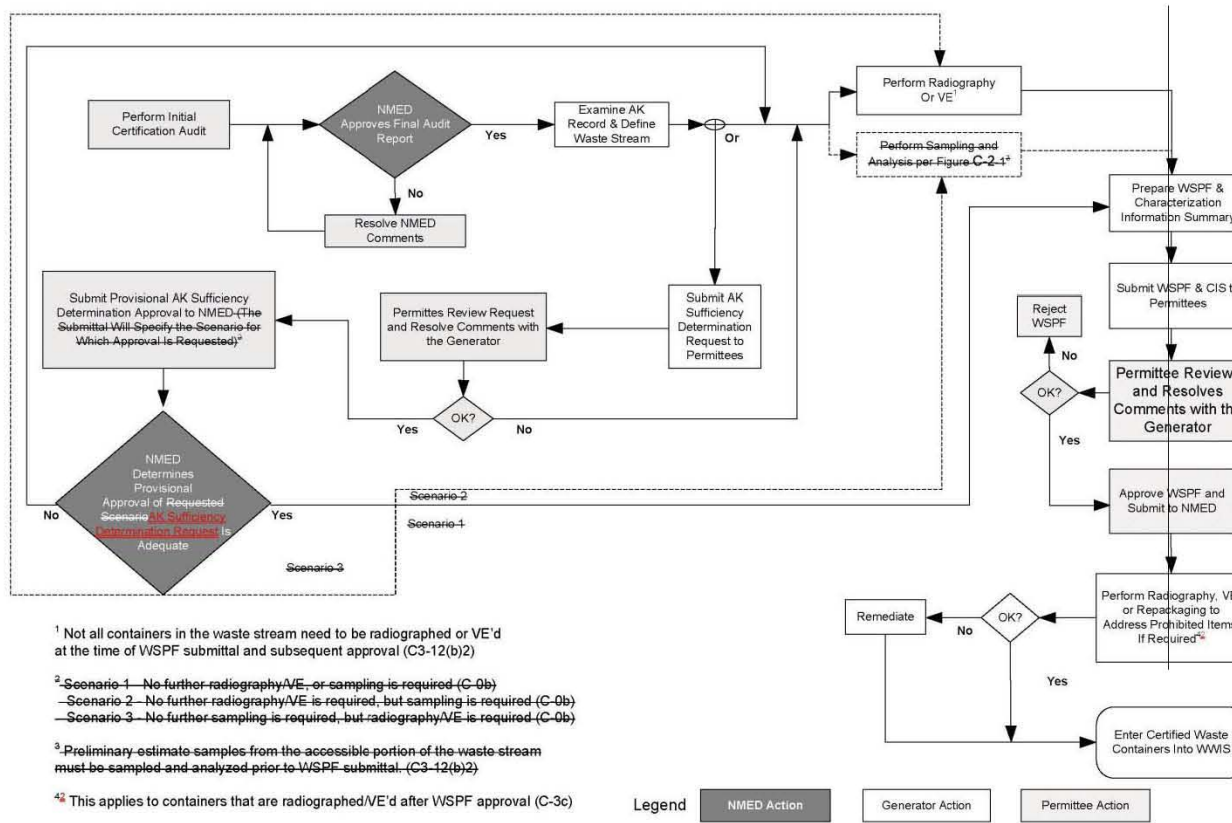 Perform Initial
Certification Audit
NMED
Approves Final Audit
Report
Yes
No
Resolve NMED
Comments
Examine AK
Record & Define
Waste Stream
Or
Perform Radiography
Or VE1
Perform Sampling and
Analysis per Figure C-2-13
Prepare WSPF &
Characterization
Information Summary
Submit Provisional AK Sufficiency
Determination Approval to NMED (The
Submittal Will Specify the Scenario for
Which Approval Is Requested)2
Permittes Review Request
and Resolve Comments with
the Generator
Submit AK
Sufficiency
Determination
Request to
Permittees
Submit WSPF & CIS t
Permittees
Reject
WSPF
No
OK?
Yes
Permittee Review
and Resolves
Comments with th
Generator
OK?
Yes
No
NMED
Determines
Provisional
Approval of Requested
ScenarioAK Sufficiency
Determination Request Is
Adequate
No
Yes
Scenario 2
Scenario 1
Scenario 3
Approve WSPF and
Submit to NMED
Perform Radiography, VE
or Repackaging to
Address Prohibited Items
If Required42
OK?
No
Yes
Remediate
Enter Certified Waste
Containers Into WWIS
1 Not all containers in the waste stream need to be radiographed or VE'd
at the time of WSPF submittal and subsequent approval (C3-12(b)2)
2 Scenario 1 - No further radiography/VE, or sampling is required (C-0b)
Scenario 2 - No further radiography/VE is required, but sampling is required (C-0b)
Scenario 3 - No further sampling is required, but radiography/VE is required (C-0b)
3 Preliminary estimate samples from the accessible portion of the waste stream
must be sampled and analyzed prior to WSPF submittal. (C3-12(b)2)
42 This applies to containers that are radiographed/VE'd after WSPF approval (C-3c)
Legend
NMED Action
Generator Action
Permittee Action